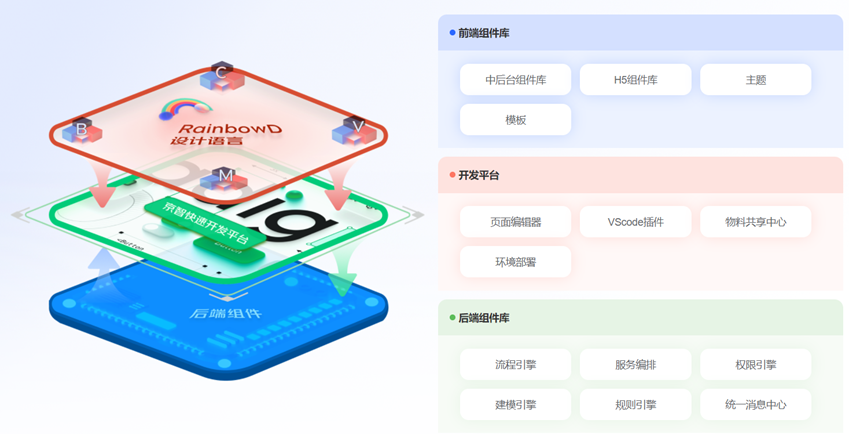 C
RainbowD
设计语言
B
V
M
京智快速开发平台
Button
后端组件
前端组件库
中后台组件库
H5组件库
主题
模板
开发平台
页面编辑器
VScode插件
物料共享中心
环境部署
后端组件库
流程引擎
服务编排
权限引擎
建模引擎
规则引擎
统一消息中心